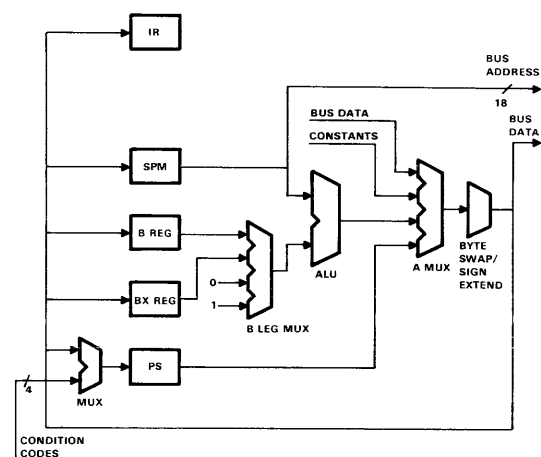 IR
BUS
ADDRESS
18
BUS
DATA
BUS DATA
CONSTANTS
SPM
B REG
ALU
A MUX
BYTE
SWAP/
SIGN
EXTEND
BX REG
0
1
B LEG MUX
PS
4
MUX
CONDITION
CODES